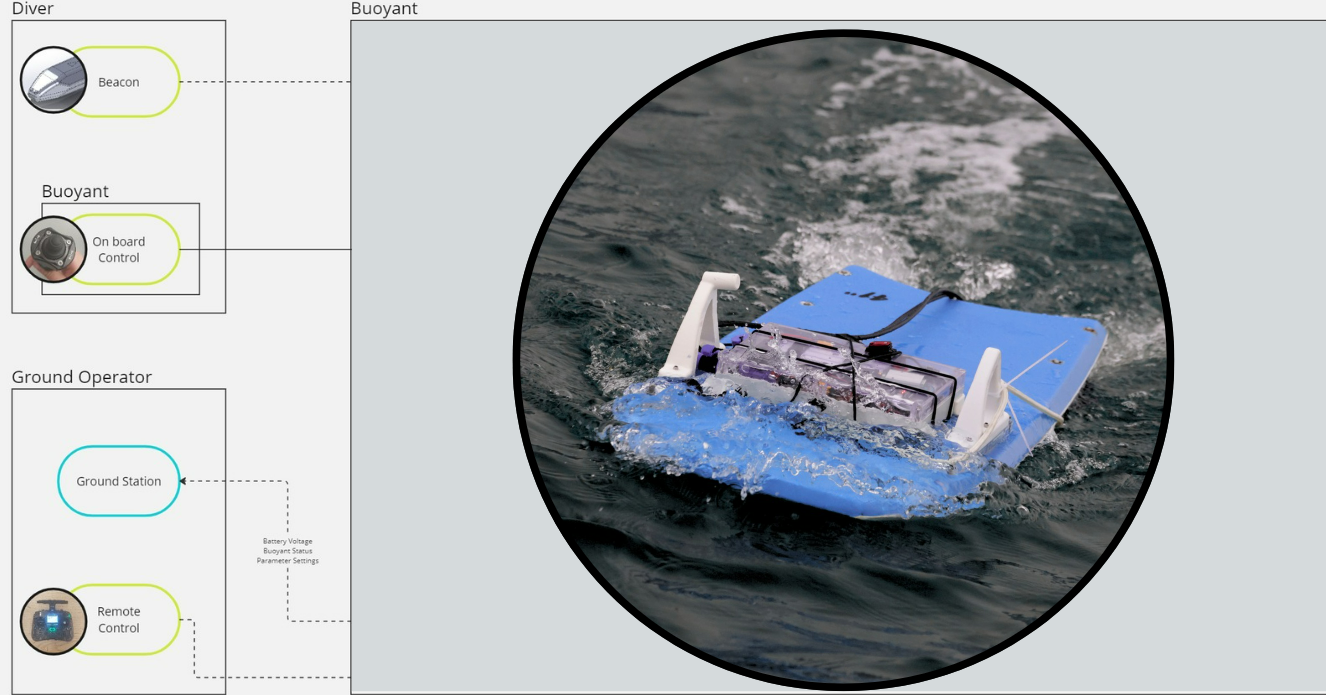 Diver
Beacon
Buoyant
On board
Control
Ground Operator
Ground Station
Battery Voltage
Buoyant Status
Parameter Settings
Remote
Control
Buoyant